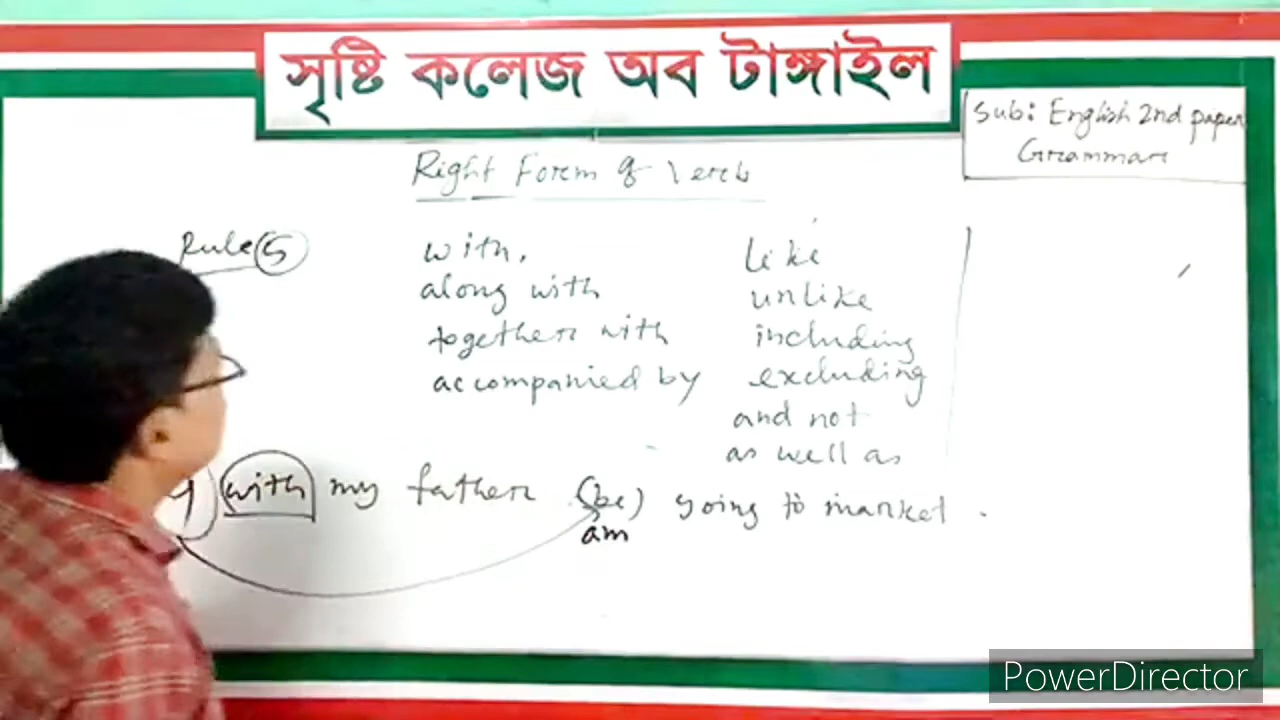 সৃষ্টি কলেজ অব টাঙ্গাইল
Sub: English 2nd paper
Grammar
Right Form of Verb
Rule 5
with,
along with
together with
accompanied by
like
unlike
including
excluding
and not
as well as
I with my father (be) going to market.
am
PowerDirector